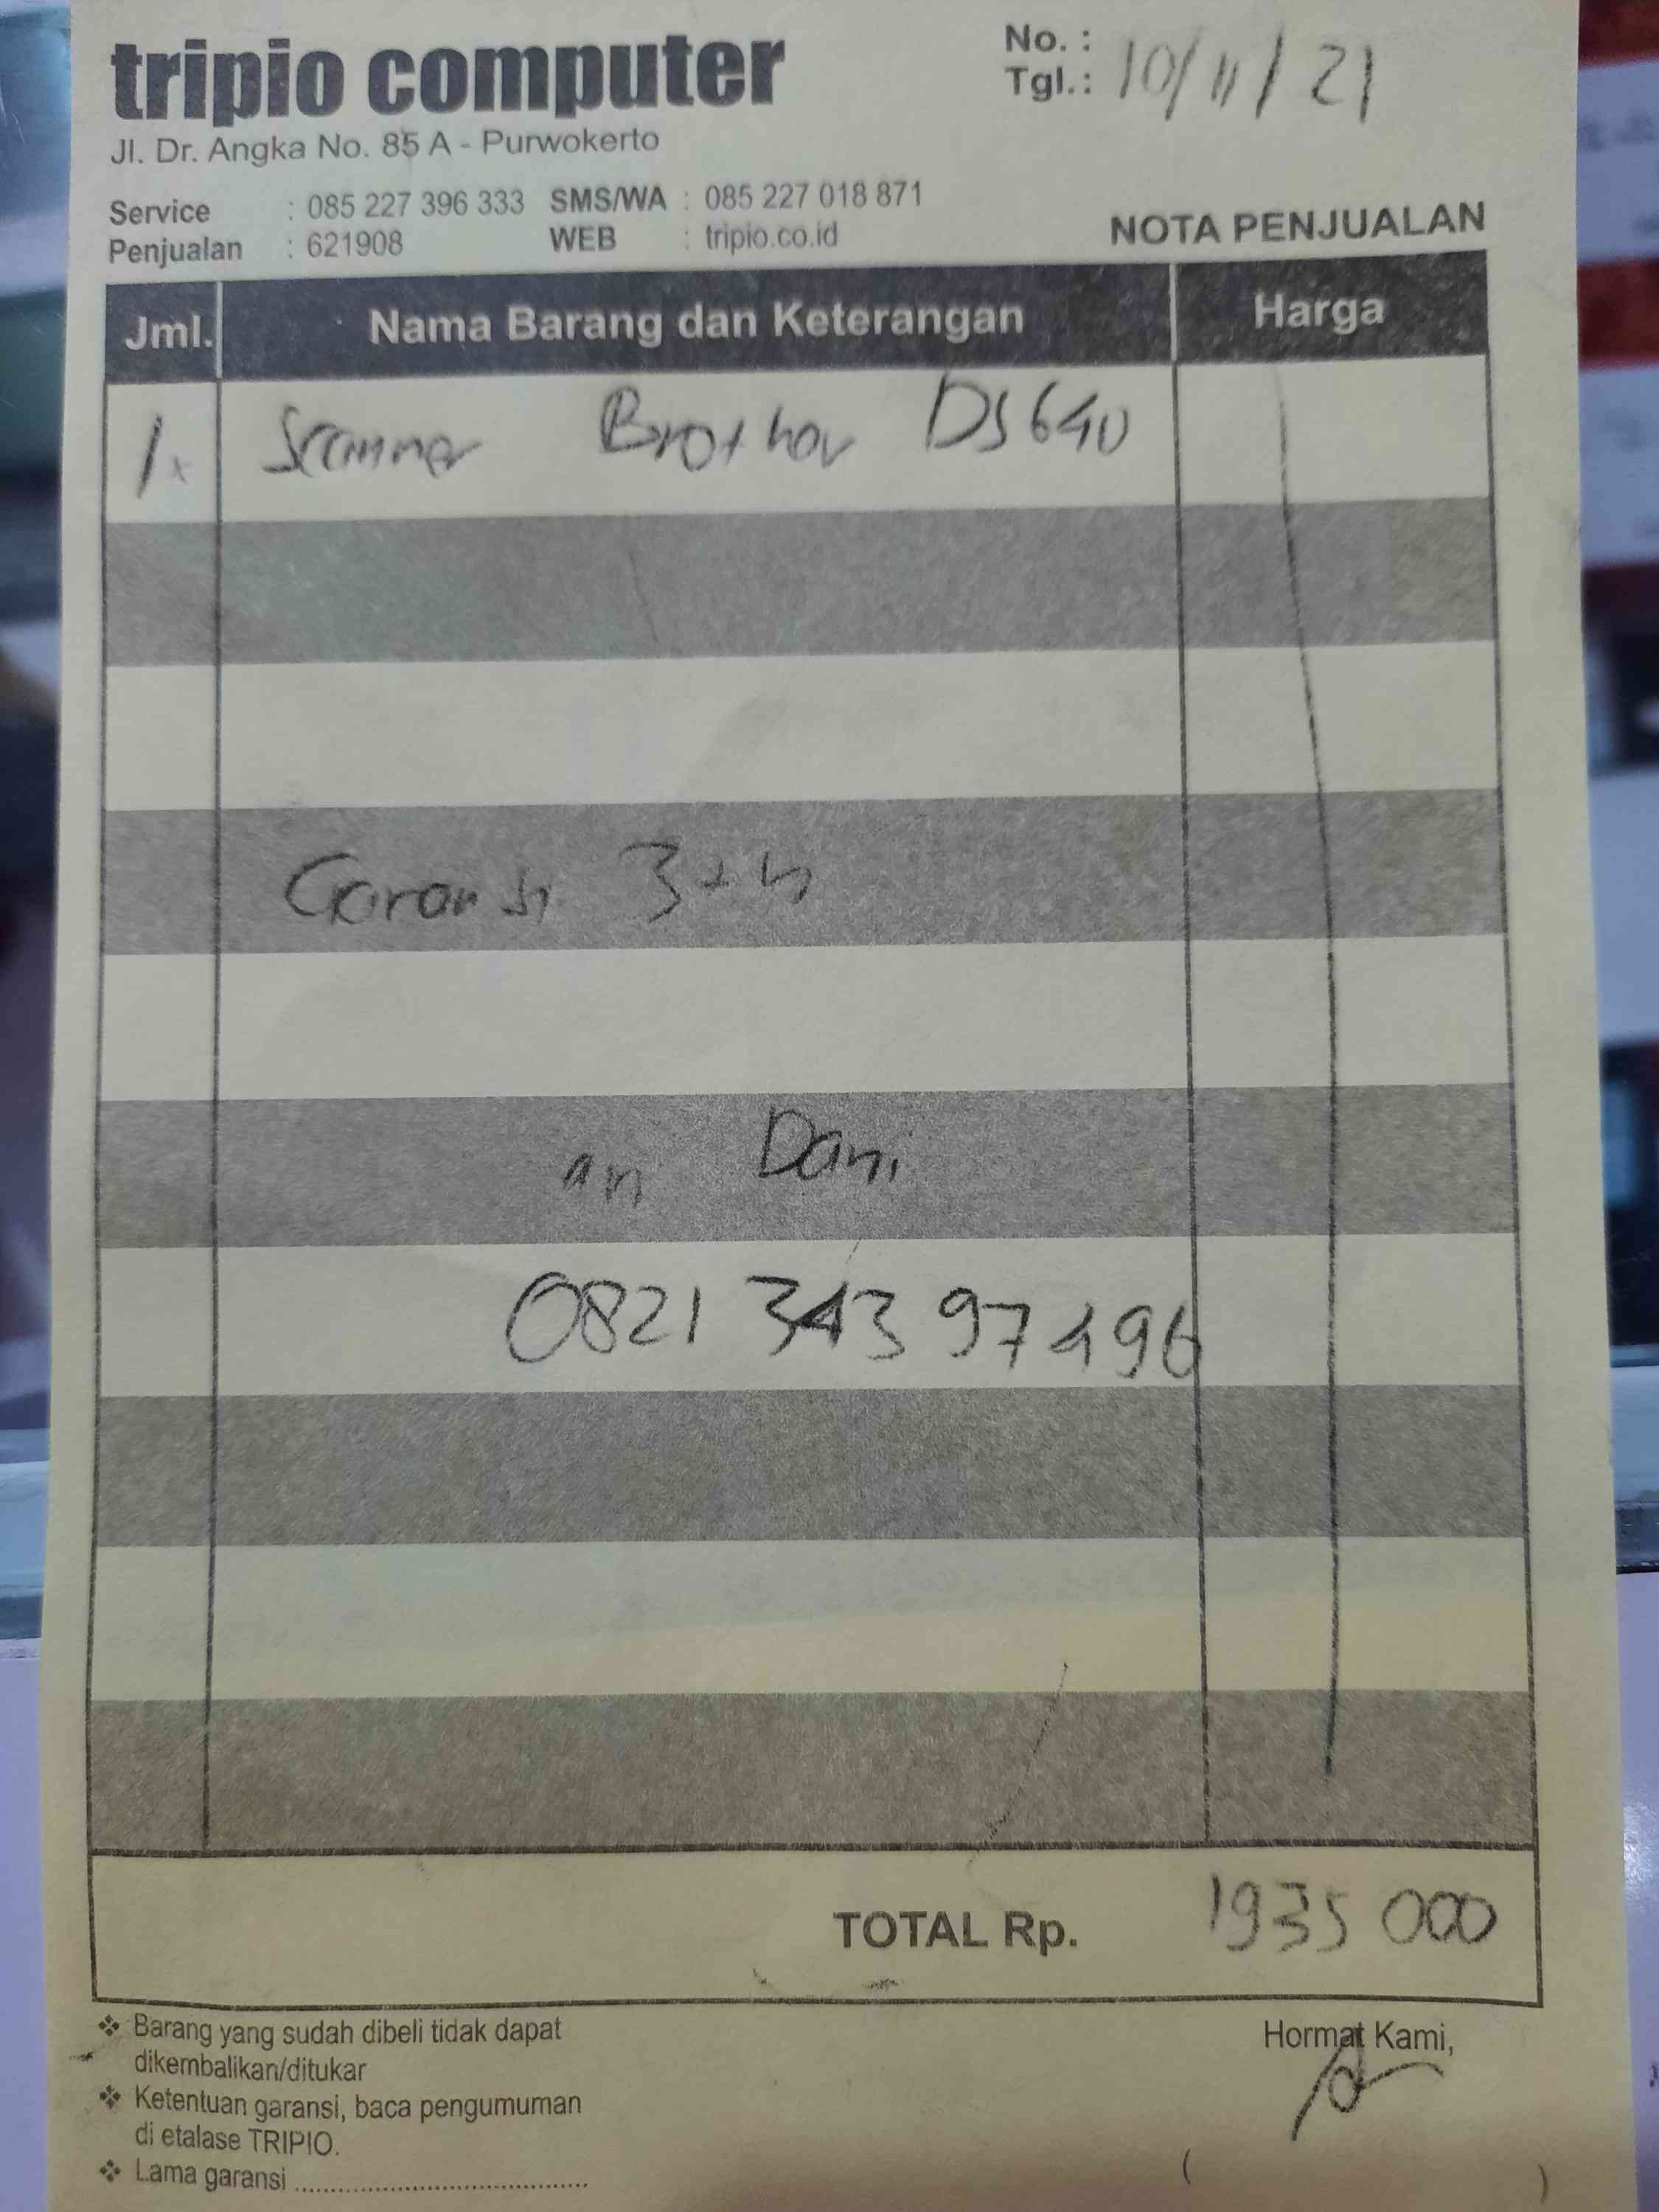 tripio computer
Jl. Dr. Angka No. 85 A - Purwokerto
No. :
Tgl. : 10/11/21
Service : 085 227 396 333 SMS/WA : 085 227 018 871
Penjualan : 621908 WEB : tripio.co.id
NOTA PENJUALAN
Jml. Nama Barang dan Keterangan Harga
1x Scanner Brother DS640
Garansi 3th
an Dani
0821 343 97496
TOTAL Rp. 1935 000
❖ Barang yang sudah dibeli tidak dapat
dikembalikan/ditukar
❖ Ketentuan garansi, baca pengumuman
di etalase TRIPIO.
❖ Lama garansi ..........................................
Hormat Kami,
( )